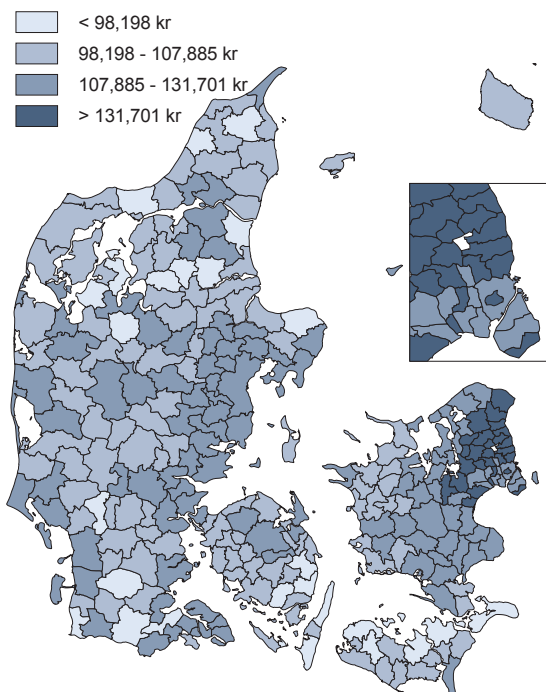 < 98,198 kr
98,198 - 107,885 kr
107,885 - 131,701 kr
> 131,701 kr